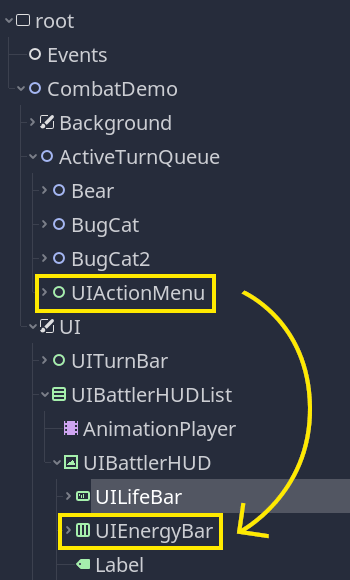 root
Events
CombatDemo
Background
ActiveTurnQueue
Bear
BugCat
BugCat2
UIActionMenu
UI
UITurnBar
UIBattlerHUDList
AnimationPlayer
UIBattlerHUD
UILifeBar
UIEnergyBar
Label